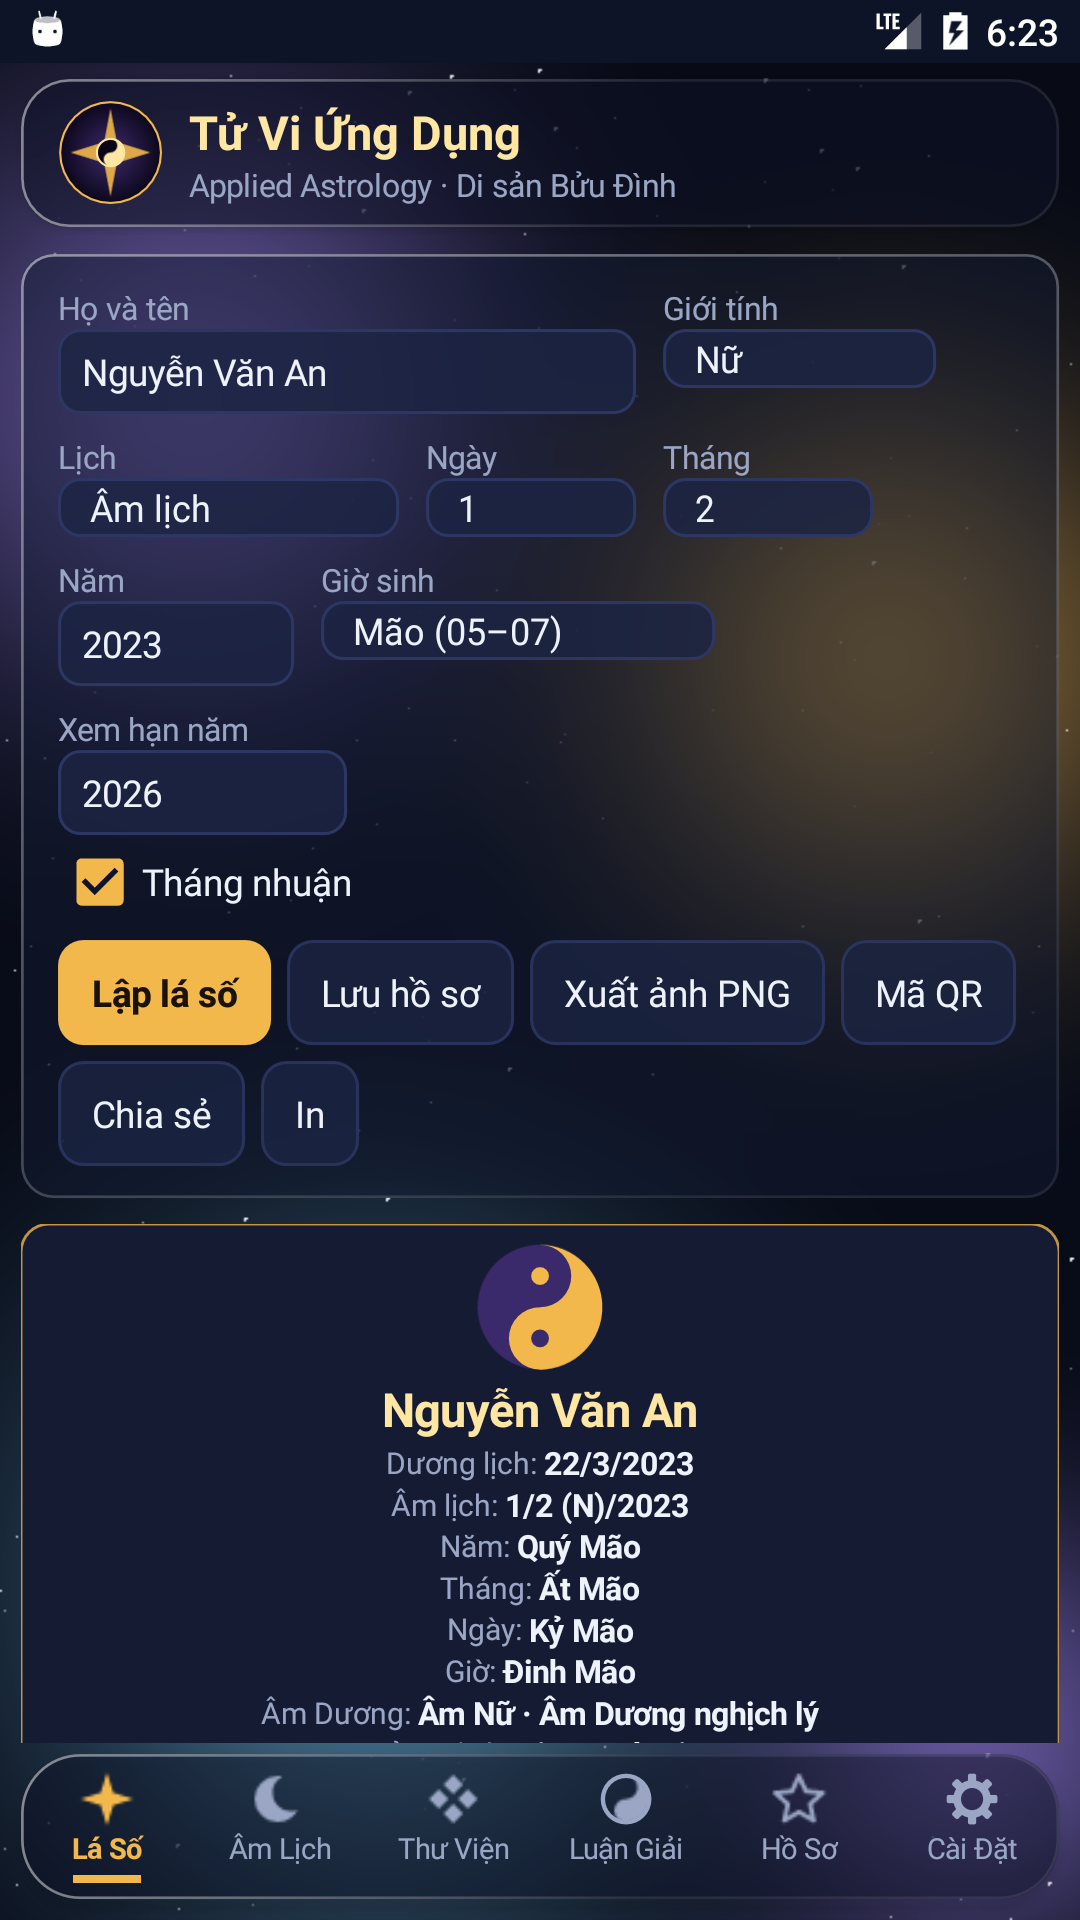 LTE 6:23
Tử Vi Ứng Dụng
Applied Astrology · Di sản Bửu Đình
Họ và tên Giới tính
Nguyễn Văn An Nữ
Lịch Ngày Tháng
Âm lịch 1 2
Năm Giờ sinh
2023 Mão (05–07)
Xem hạn năm
2026
Tháng nhuận
Lập lá số Lưu hồ sơ Xuất ảnh PNG Mã QR
Chia sẻ In
Nguyễn Văn An
Dương lịch: 22/3/2023
Âm lịch: 1/2 (N)/2023
Năm: Quý Mão
Tháng: Ất Mão
Ngày: Kỷ Mão
Giờ: Đinh Mão
Âm Dương: Âm Nữ · Âm Dương nghịch lý
Lá Số Âm Lịch Thư Viện Luận Giải Hồ Sơ Cài Đặt